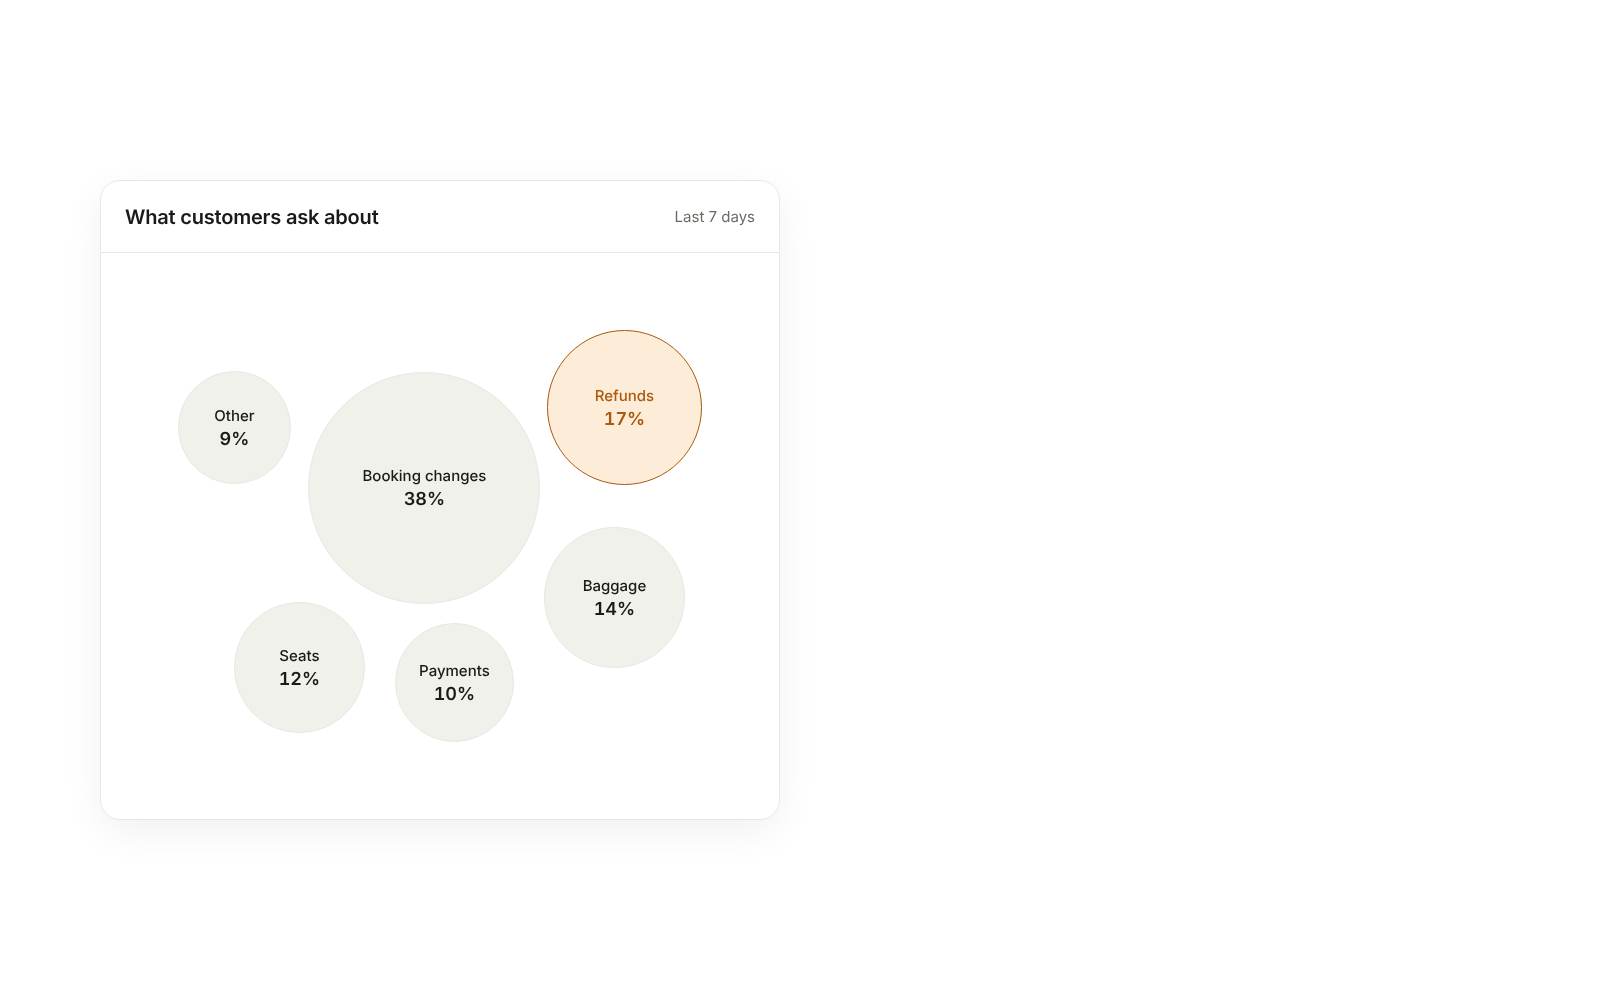 What customers ask about
Last 7 days
Refunds
17%
Other
9%
Booking changes
38%
Baggage
14%
Seats
12%
Payments
10%